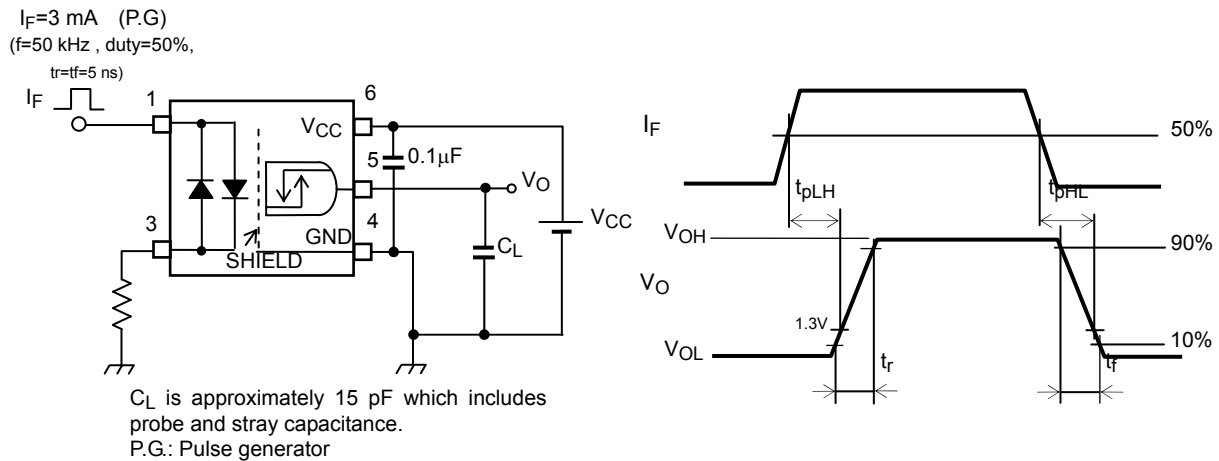 IF=3 mA (P.G)
(f=50 kHz , duty=50%,
tr=tf=5 ns)
IF
1
6
VCC
5
0.1μF
VO
3
4
GND
SHIELD
CL
VCC
CL is approximately 15 pF which includes
probe and stray capacitance.
P.G.: Pulse generator
IF
50%
tpLH
tpHL
VOH
90%
VO
1.3V
10%
VOL
tr
tf